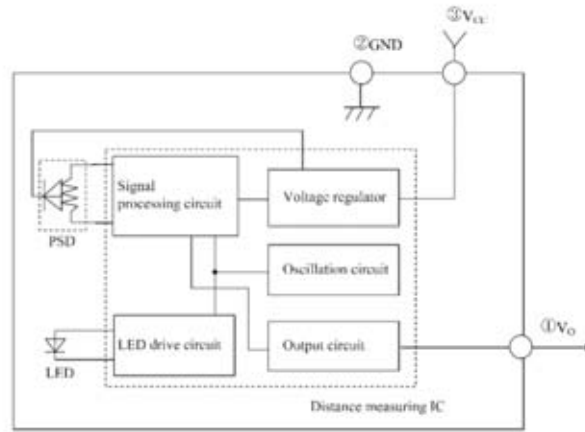 ③VCC
②GND
Signal
processing circuit
Voltage regulator
PSD
Oscillation circuit
①VO
LED drive circuit
Output circuit
LED
Distance measuring IC